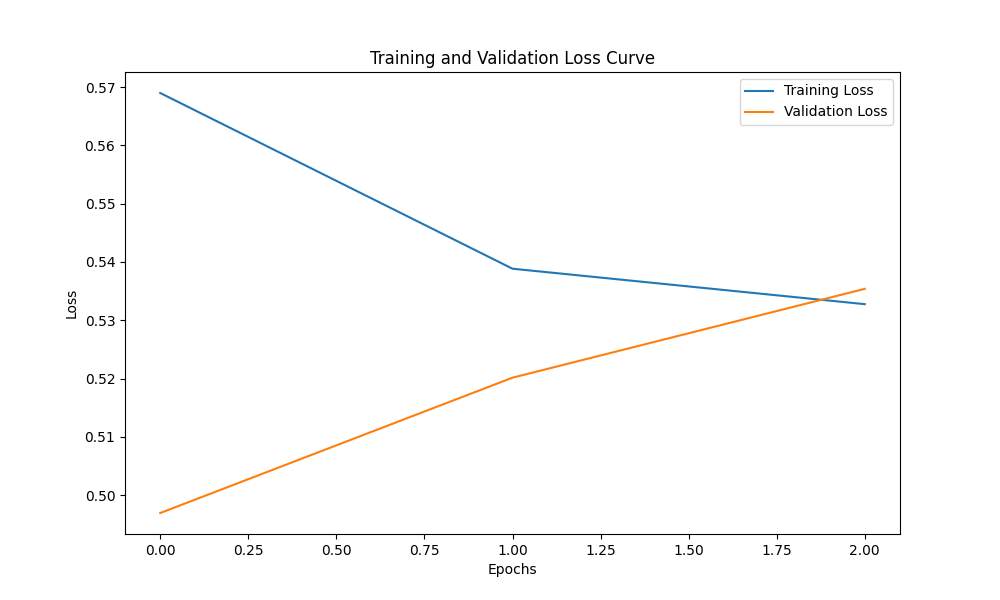 Training and Validation Loss Curve
Training Loss
Validation Loss
0.57
0.56
0.55
0.54
0.53
0.52
0.51
0.50
Loss
0.00 0.25 0.50 0.75 1.00 1.25 1.50 1.75 2.00
Epochs